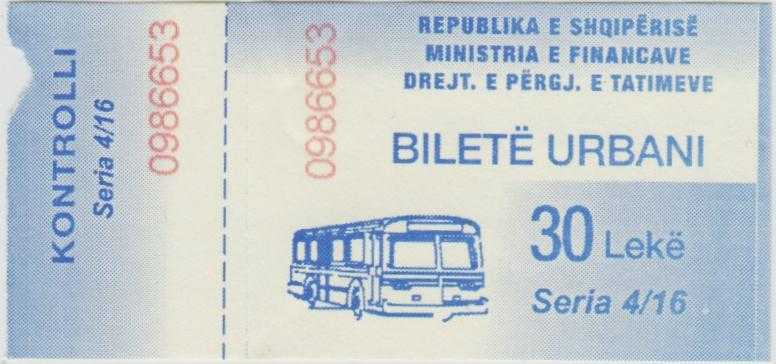 KONTROLLI
Seria 4/16
0986653
0986653
REPUBLIKA E SHQIPËRISË
MINISTRIA E FINANCAVE
DREJT. E PËRGJ. E TATIMEVE
BILETË URBANI
30 Lekë
Seria 4/16